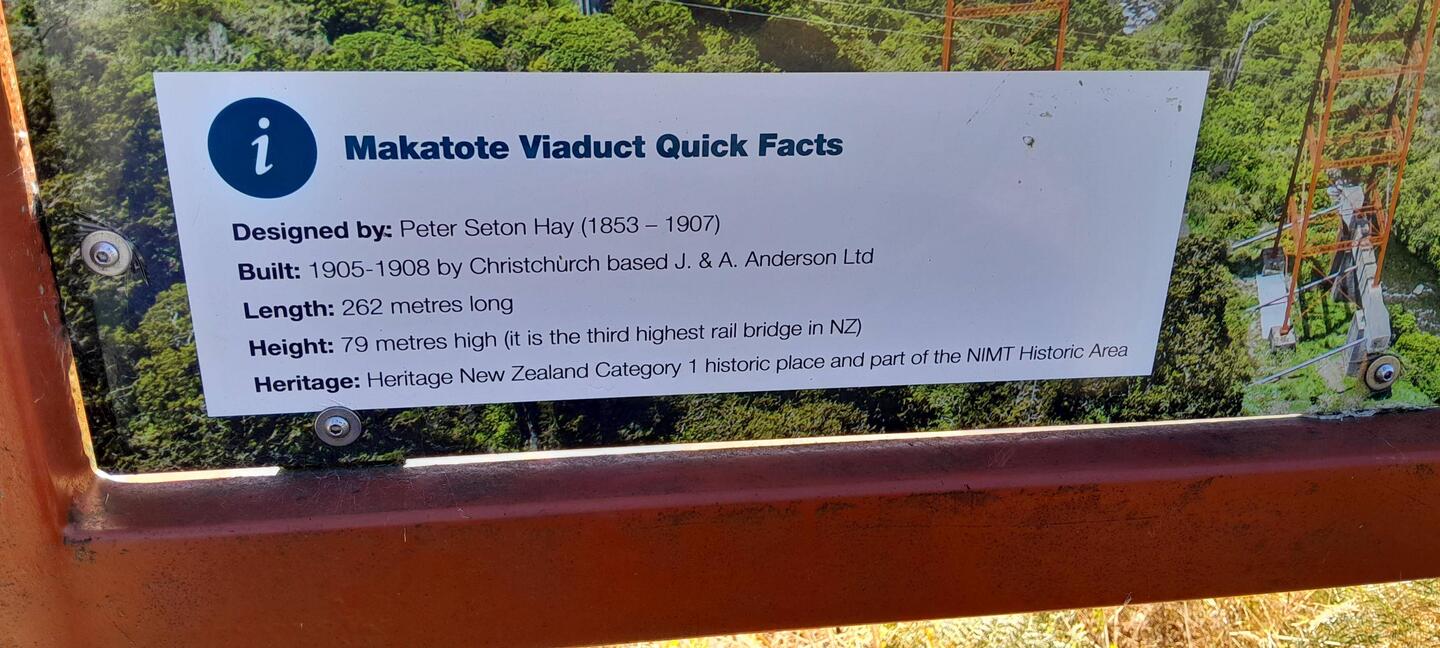 i
Makatote Viaduct Quick Facts
Designed by: Peter Seton Hay (1853 – 1907)
Built: 1905-1908 by Christchurch based J. & A. Anderson Ltd
Length: 262 metres long
Height: 79 metres high (it is the third highest rail bridge in NZ)
Heritage: Heritage New Zealand Category 1 historic place and part of the NIMT Historic Area